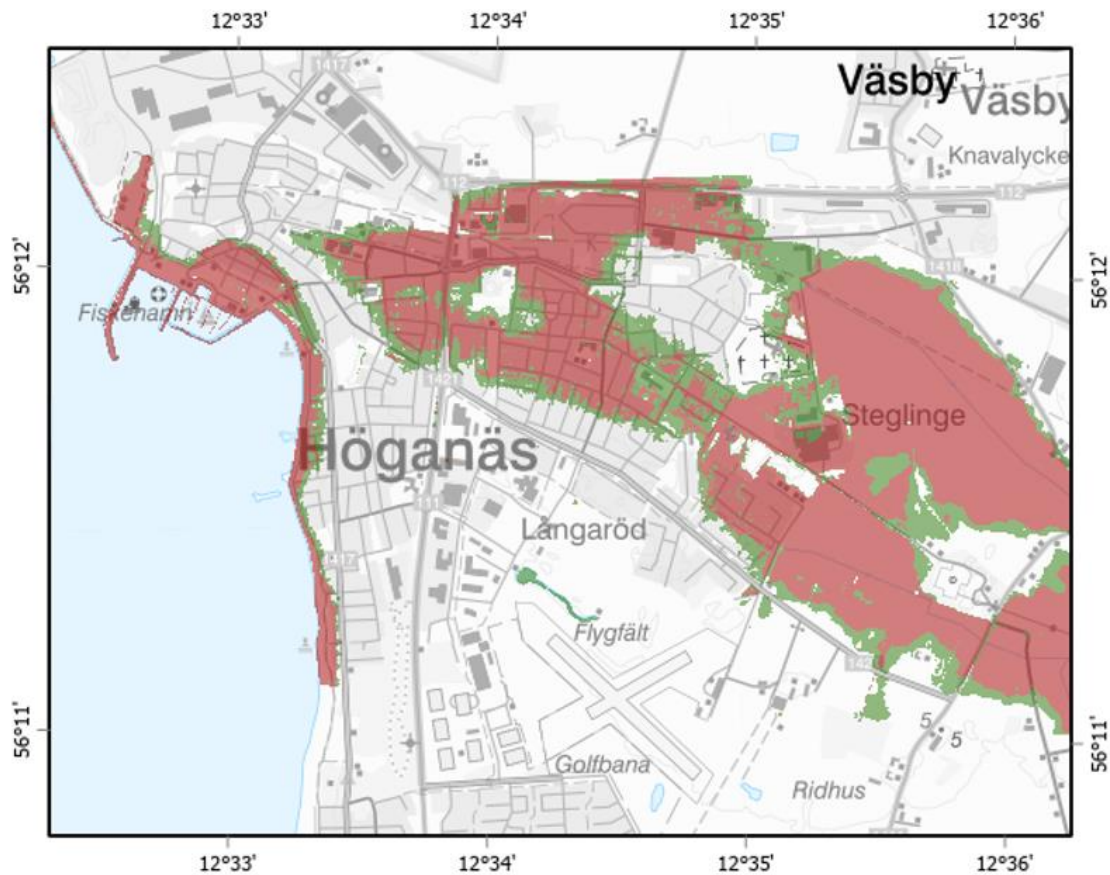 12°33' 12°34' 12°35' 12°36'
1417
Väsby
Väsby
Knavalycke
112
112
56°12'
56°12'
1418
Fiskehamn
Steglinge
Höganäs
Långaröd
Flygfält
5
5
56°11'
56°11'
Golfbana
Ridhus
12°33' 12°34' 12°35' 12°36'